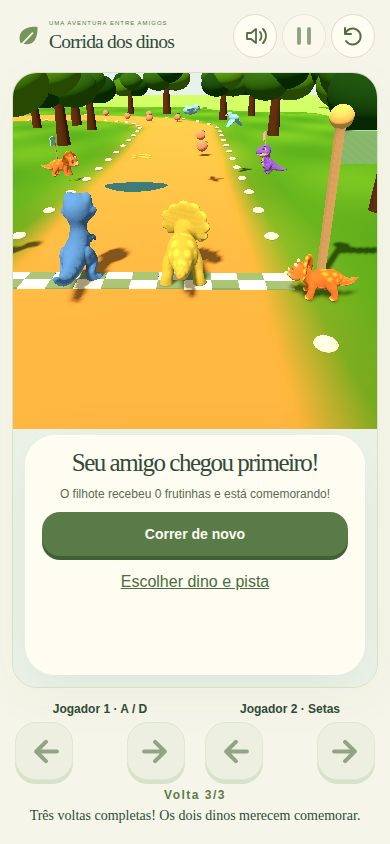 UMA AVENTURA ENTRE AMIGOS
Corrida dos dinos
Seu amigo chegou primeiro!
O filhote recebeu 0 frutinhas e está comemorando!
Correr de novo
Escolher dino e pista
Jogador 1 · A / D
Jogador 2 · Setas
Volta 3/3
Três voltas completas! Os dois dinos merecem comemorar.